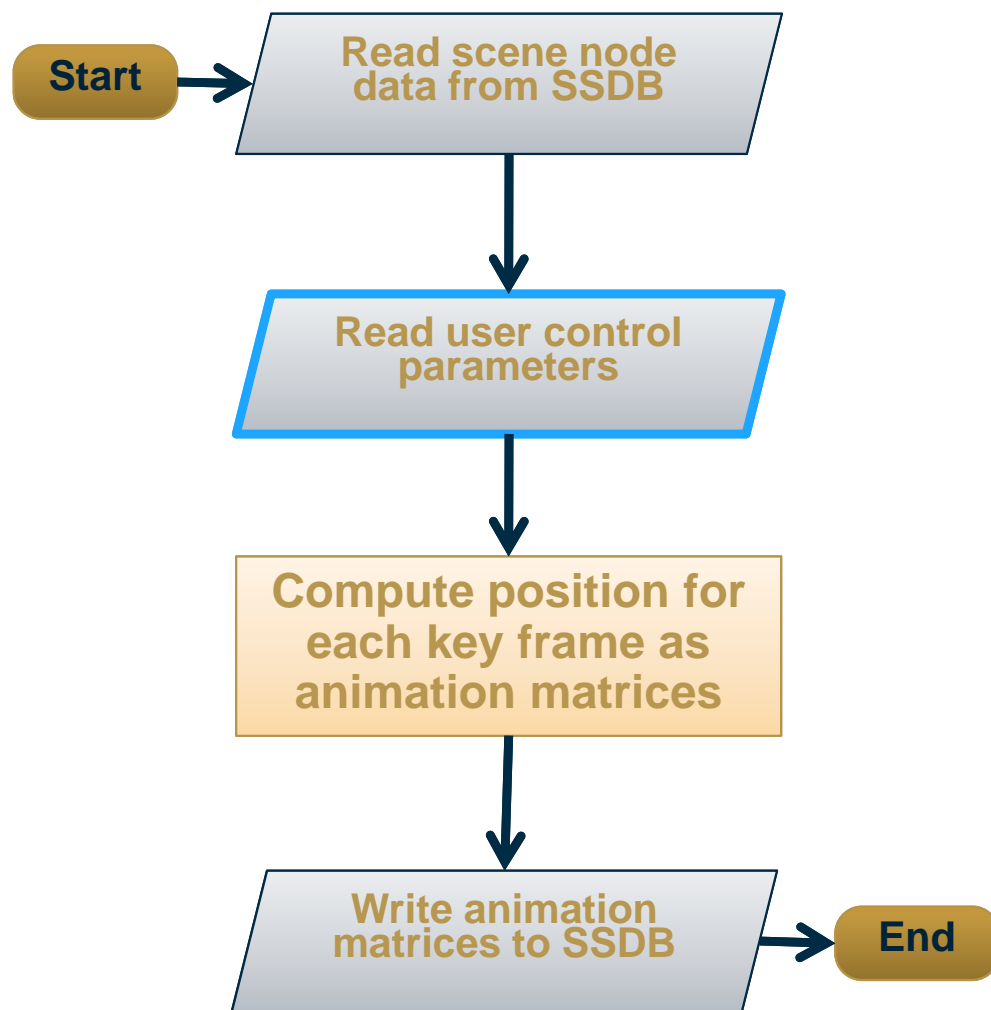 Start
Read scene node
data from SSDB
Read user control
parameters
Compute position for
each key frame as
animation matrices
Write animation
matrices to SSDB
End